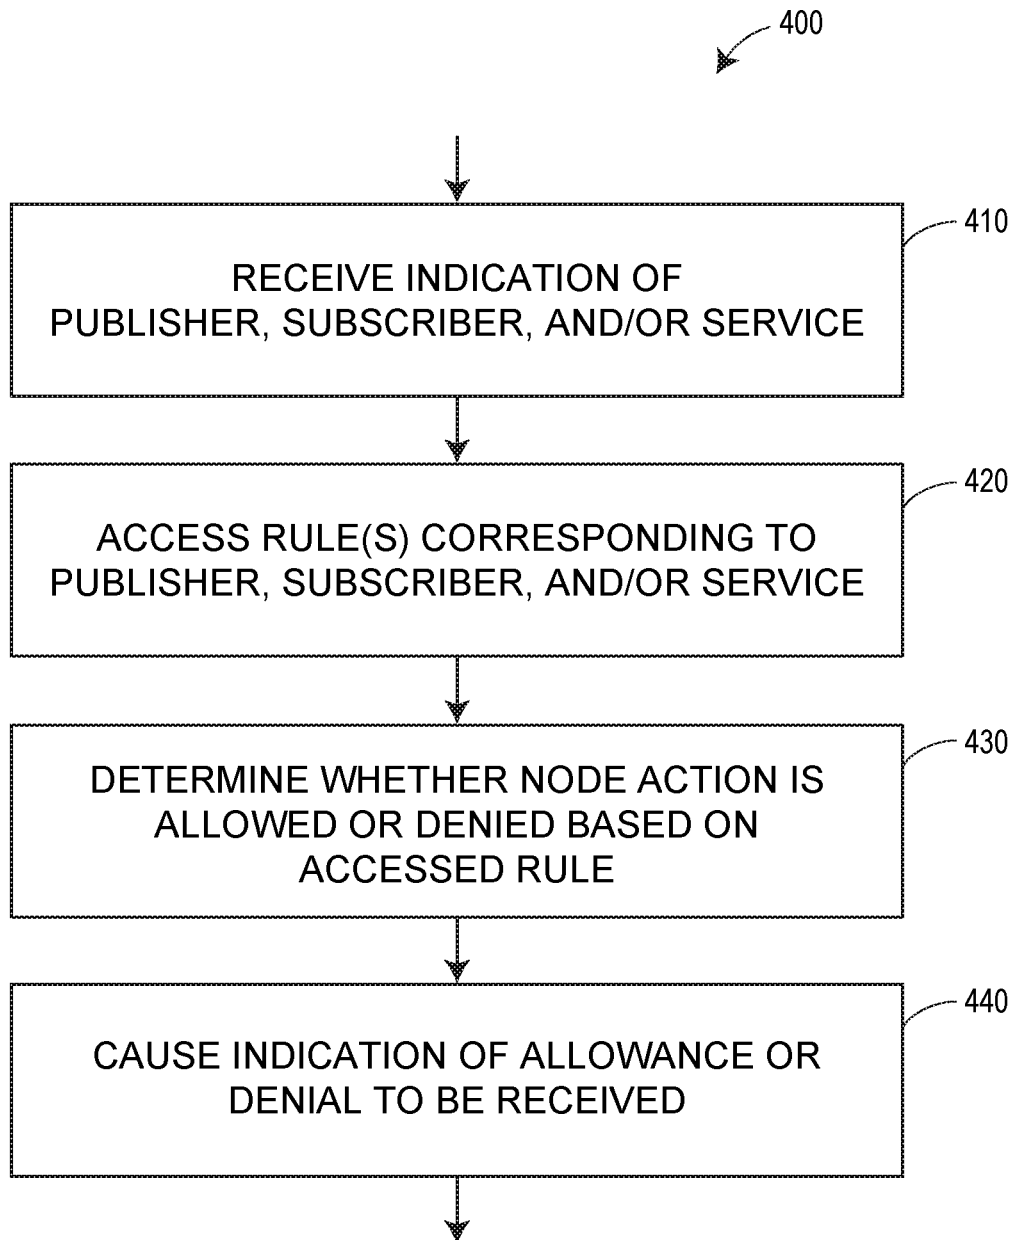 400
410
RECEIVE INDICATION OF
PUBLISHER, SUBSCRIBER, AND/OR SERVICE
420
ACCESS RULE(S) CORRESPONDING TO
PUBLISHER, SUBSCRIBER, AND/OR SERVICE
430
DETERMINE WHETHER NODE ACTION IS
ALLOWED OR DENIED BASED ON
ACCESSED RULE
440
CAUSE INDICATION OF ALLOWANCE OR
DENIAL TO BE RECEIVED